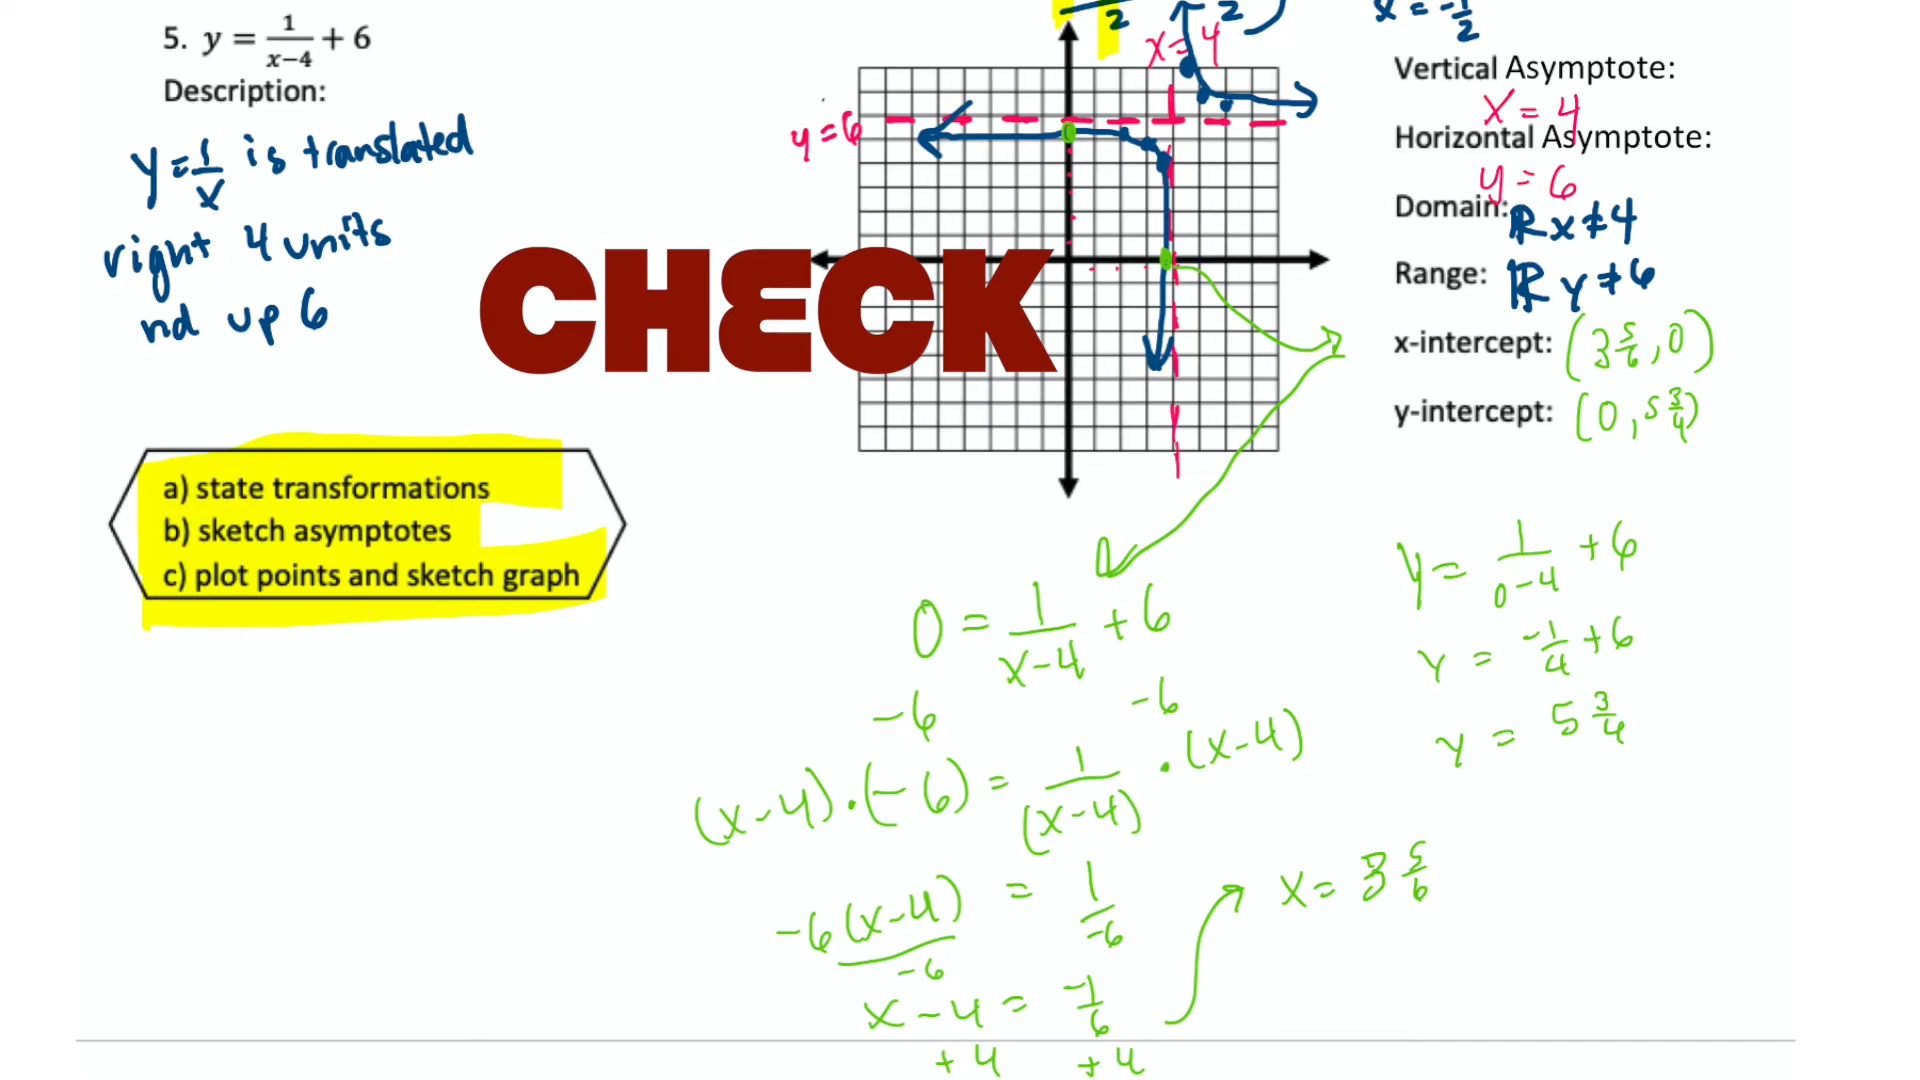 5. y = 1/(x−4) + 6
Description:
y = 1/x is translated
right 4 units
nd up 6
CHECK
a) state transformations
b) sketch asymptotes
c) plot points and sketch graph
2
2
x = 4
y = 6
x = -1/2
Vertical Asymptote:
x = 4
Horizontal Asymptote:
y = 6
Domain: ℝ x ≠ 4
Range: ℝ y ≠ 6
x-intercept: (3 5/6, 0)
y-intercept: (0, 5 3/4)
0 = 1/(x-4) + 6
-6 -6
(x-4)·(-6) = 1/(x-4) · (x-4)
-6(x-4)/-6 = 1/-6
x-4 = -1/6
+4 +4
x = 3 5/6
y = 1/(0-4) + 6
y = -1/4 + 6
y = 5 3/4